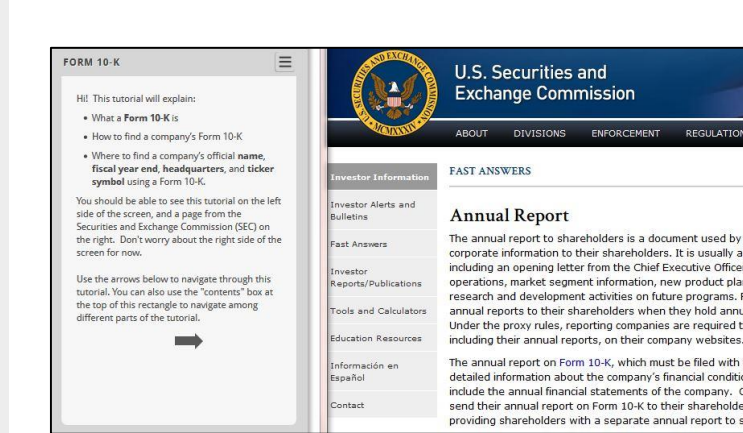 FORM 10-K
Hi! This tutorial will explain:
• What a Form 10-K is
• How to find a company's Form 10-K
• Where to find a company's official name,
fiscal year end, headquarters, and ticker
symbol using a Form 10-K.
You should be able to see this tutorial on the left
side of the screen, and a page from the
Securities and Exchange Commission (SEC) on
the right. Don't worry about the right side of the
screen for now.
Use the arrows below to navigate through this
tutorial. You can also use the "contents" box at
the top of this rectangle to navigate among
different parts of the tutorial.
U.S. Securities and
Exchange Commission
ABOUT DIVISIONS ENFORCEMENT REGULATION
Investor Information
Investor Alerts and
Bulletins
Fast Answers
Investor
Reports/Publications
Tools and Calculators
Education Resources
Información en
Español
Contact
FAST ANSWERS
Annual Report
The annual report to shareholders is a document used by
corporate information to their shareholders. It is usually a
including an opening letter from the Chief Executive Officer
operations, market segment information, new product pla
research and development activities on future programs.
annual reports to their shareholders when they hold annu
Under the proxy rules, reporting companies are required t
including their annual reports, on their company websites.
The annual report on Form 10-K, which must be filed with
detailed information about the company's financial conditio
include the annual financial statements of the company.
send their annual report on Form 10-K to their shareholde
providing shareholders with a separate annual report to s